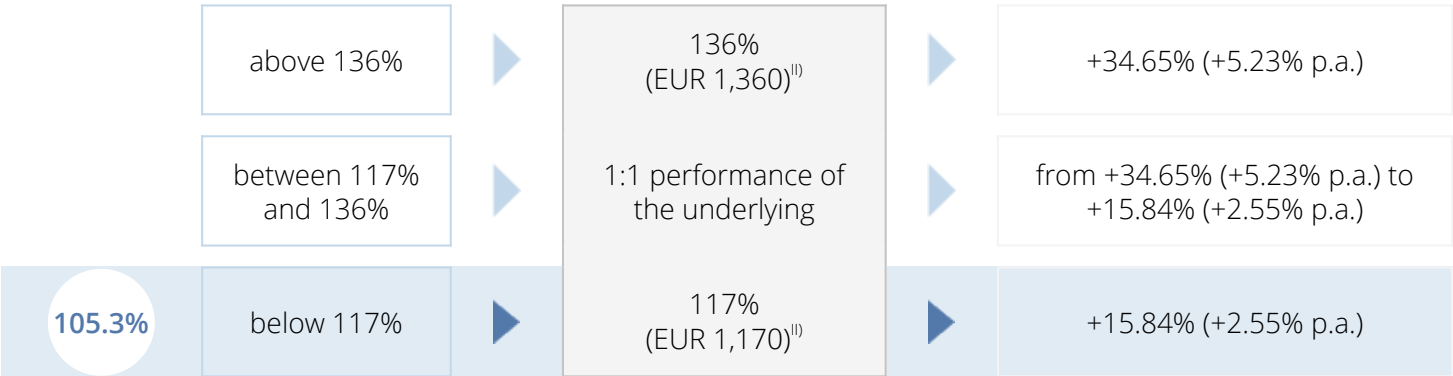 above 136%
136%
(EUR 1,360)II)
+34.65% (+5.23% p.a.)
between 117%
and 136%
1:1 performance of
the underlying
from +34.65% (+5.23% p.a.) to
+15.84% (+2.55% p.a.)
105.3%
below 117%
117%
(EUR 1,170)II)
+15.84% (+2.55% p.a.)